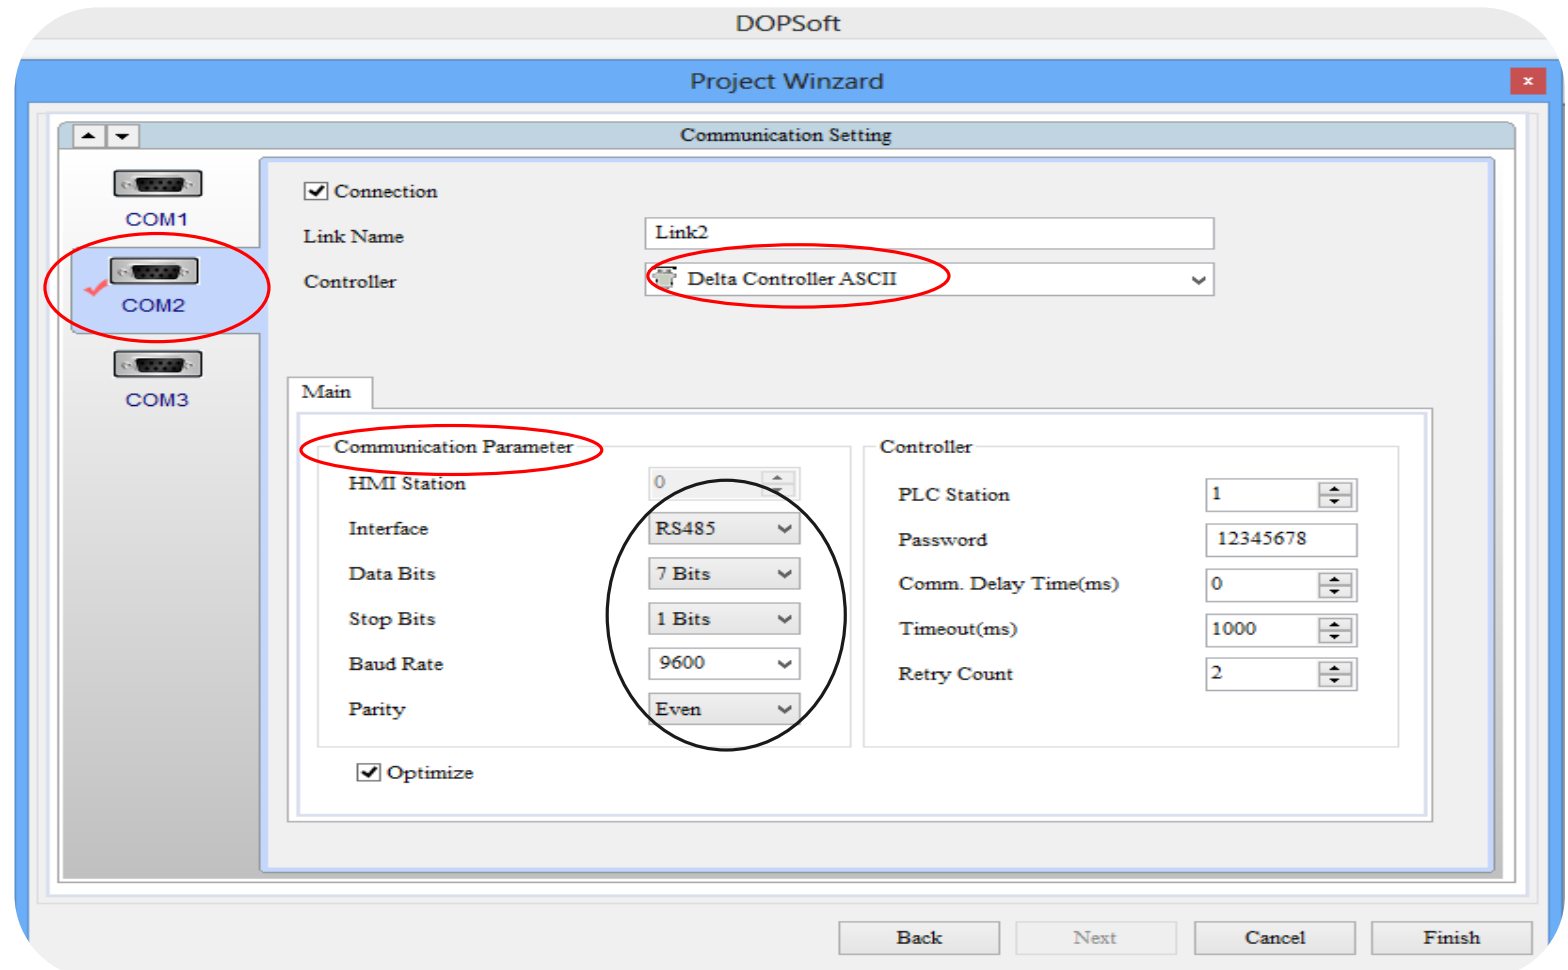 DOPSoft
Project Winzard
Communication Setting
COM1
COM2
COM3
Connection
Link Name Link2
Controller Delta Controller ASCII
Main
Communication Parameter
HMI Station 0
Interface RS485
Data Bits 7 Bits
Stop Bits 1 Bits
Baud Rate 9600
Parity Even
Optimize
Controller
PLC Station 1
Password 12345678
Comm. Delay Time(ms) 0
Timeout(ms) 1000
Retry Count 2
Back Next Cancel Finish